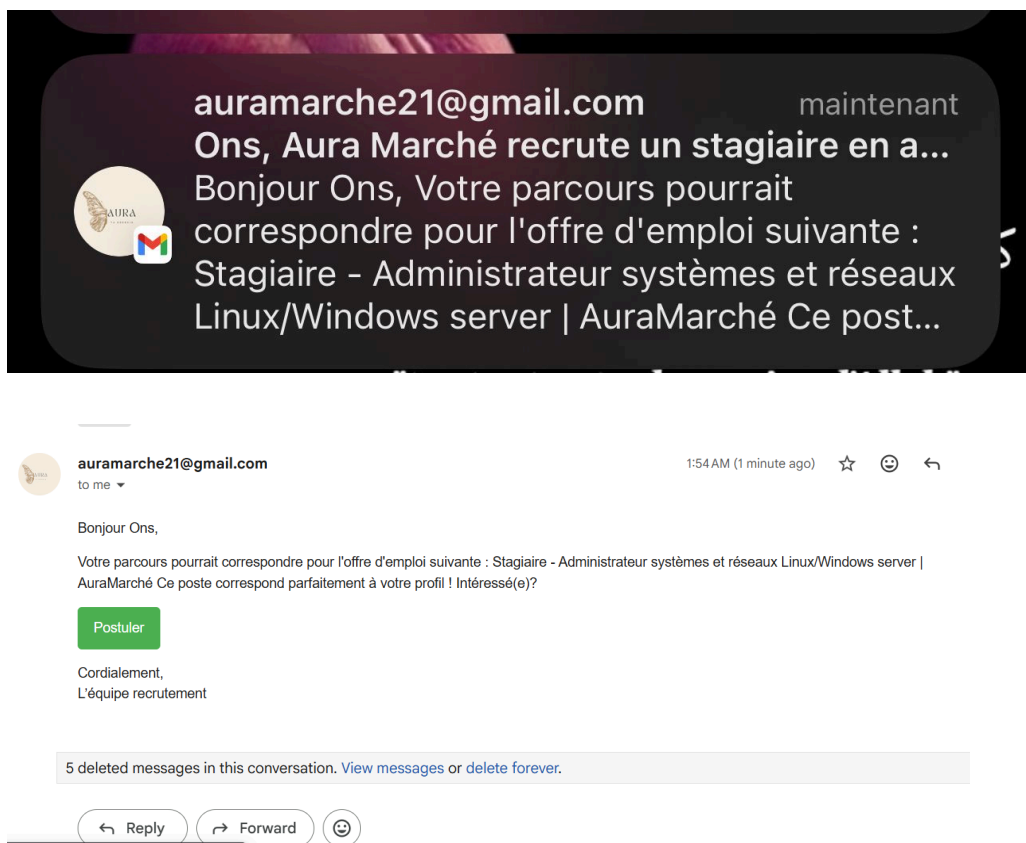 auramarche21@gmail.com maintenant
Ons, Aura Marché recrute un stagiaire en a...
Bonjour Ons, Votre parcours pourrait
correspondre pour l'offre d'emploi suivante :
Stagiaire - Administrateur systèmes et réseaux
Linux/Windows server | AuraMarché Ce post...
AURA
auramarche21@gmail.com 1:54 AM (1 minute ago)
to me
Bonjour Ons,
Votre parcours pourrait correspondre pour l'offre d'emploi suivante : Stagiaire - Administrateur systèmes et réseaux Linux/Windows server |
AuraMarché Ce poste correspond parfaitement à votre profil ! Intéressé(e)?
Postuler
Cordialement,
L'équipe recrutement
5 deleted messages in this conversation. View messages or delete forever.
Reply Forward